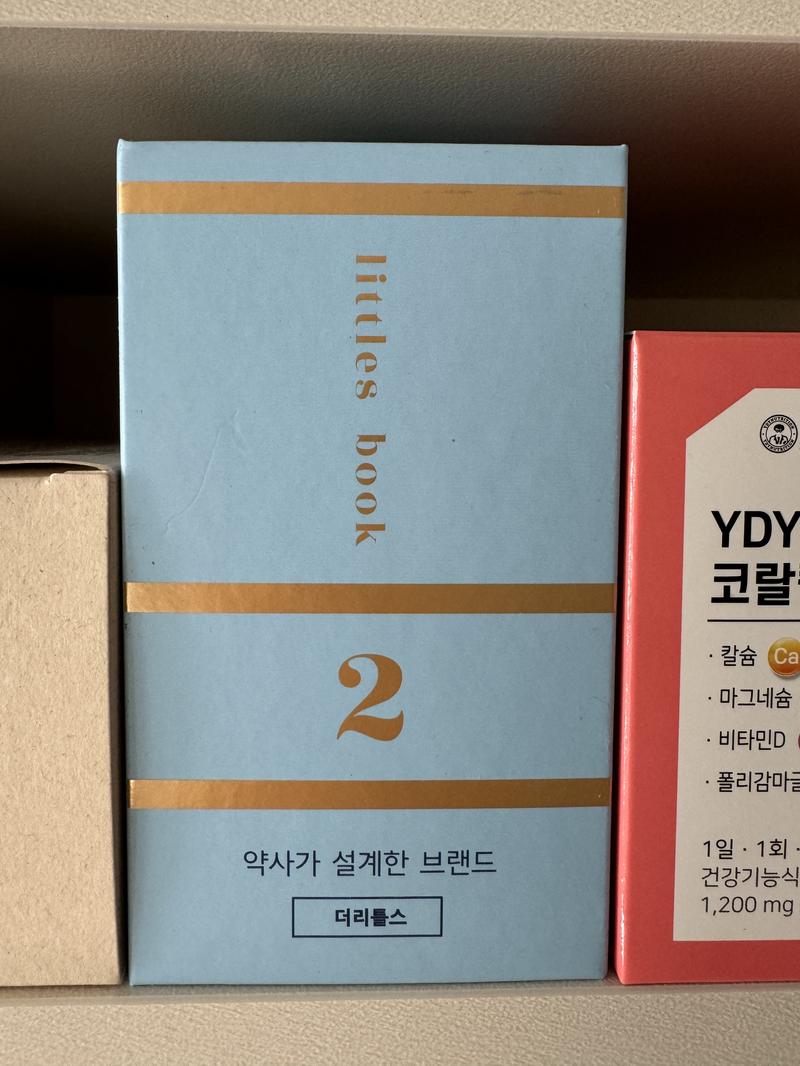 littles book
2
약사가 설계한 브랜드
더리틀스
YDY
코랄
· 칼슘 Ca
· 마그네슘
· 비타민D
· 폴리감마글
1일 · 1회 ·
건강기능식
1,200 mg